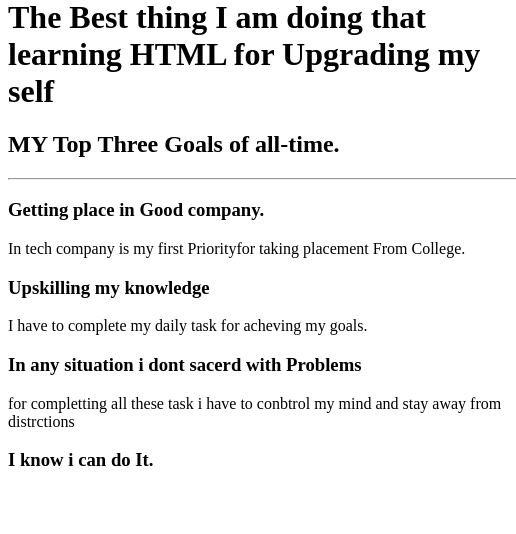 The Best thing I am doing that
learning HTML for Upgrading my
self
MY Top Three Goals of all-time.
Getting place in Good company.
In tech company is my first Priorityfor taking placement From College.
Upskilling my knowledge
I have to complete my daily task for acheving my goals.
In any situation i dont sacerd with Problems
for completting all these task i have to conbtrol my mind and stay away from
distrctions
I know i can do It.